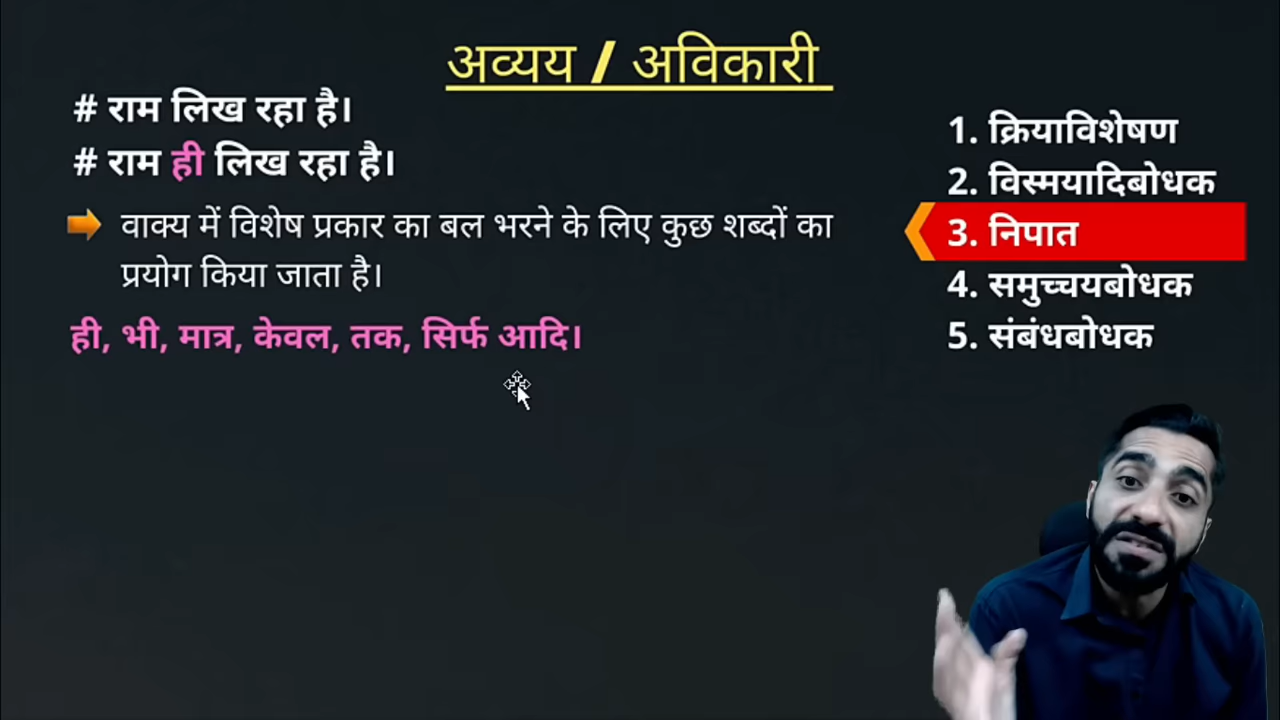 अव्यय / अविकारी
# राम लिख रहा है।
# राम ही लिख रहा है।
वाक्य में विशेष प्रकार का बल भरने के लिए कुछ शब्दों का
प्रयोग किया जाता है।
ही, भी, मात्र, केवल, तक, सिर्फ आदि।
1. क्रियाविशेषण
2. विस्मयादिबोधक
3. निपात
4. समुच्चयबोधक
5. संबंधबोधक